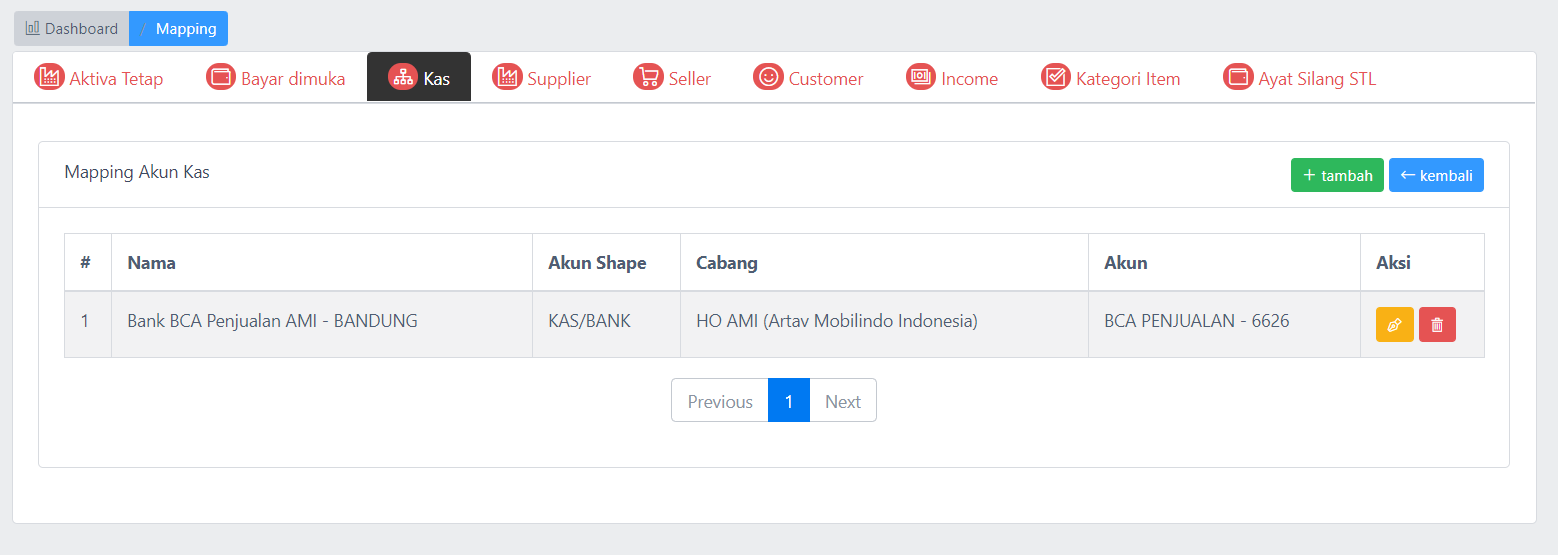 Dashboard / Mapping
Aktiva Tetap Bayar dimuka Kas Supplier Seller Customer Income Kategori Item Ayat Silang STL
Mapping Akun Kas + tambah ← kembali
# Nama Akun Shape Cabang Akun Aksi
1 Bank BCA Penjualan AMI - BANDUNG KAS/BANK HO AMI (Artav Mobilindo Indonesia) BCA PENJUALAN - 6626
Previous 1 Next